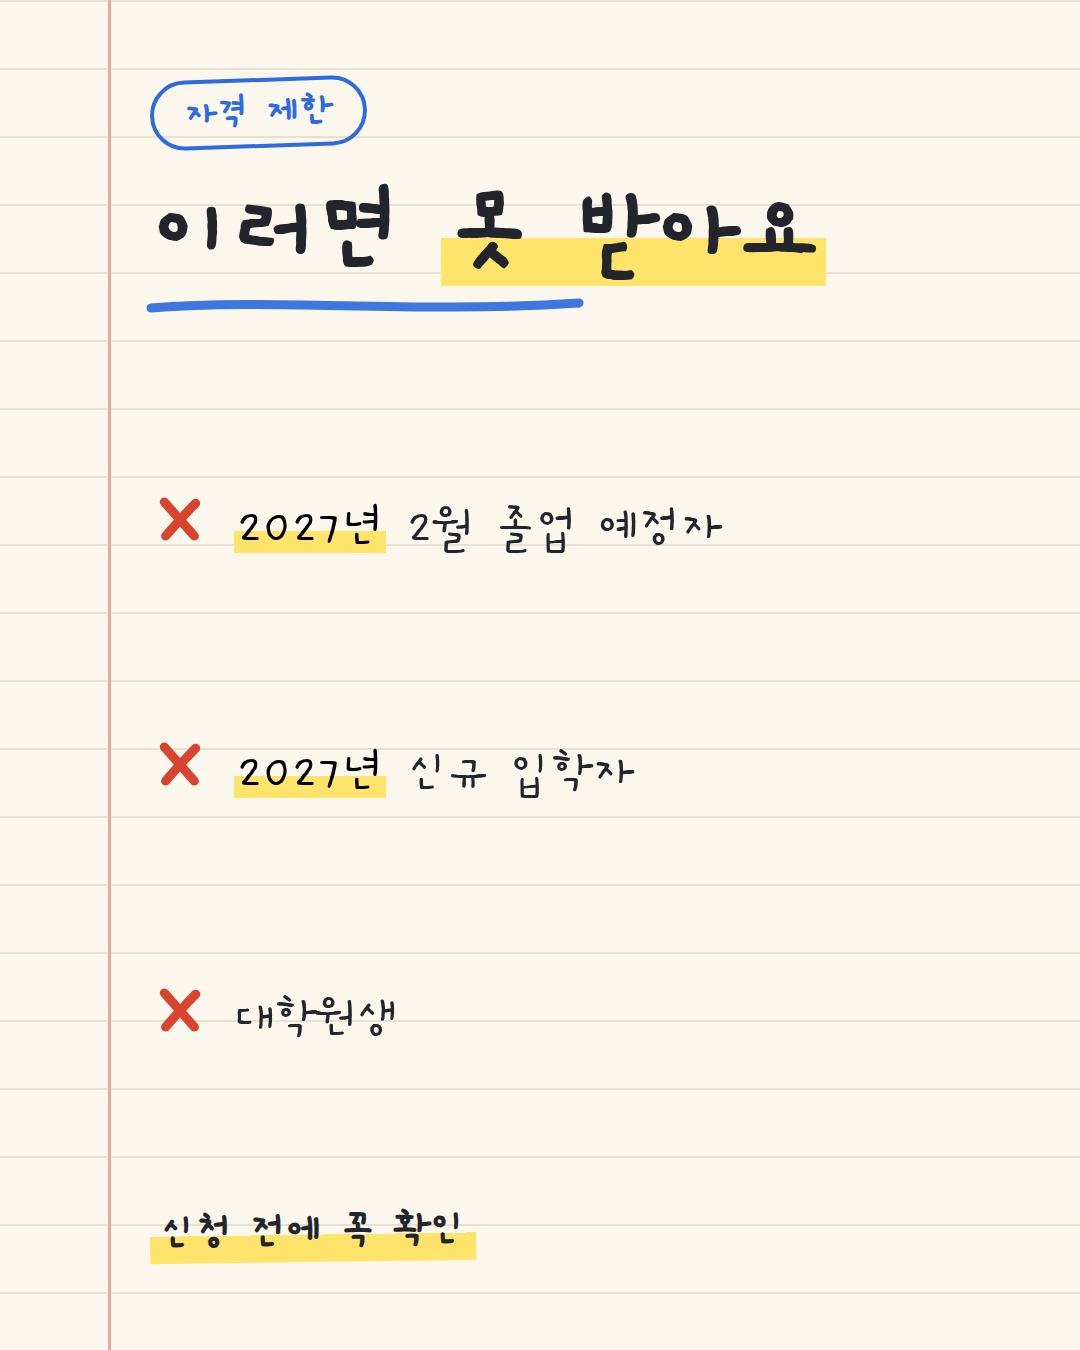 자격 제한
이러면 못 받아요
2027년 2월 졸업 예정자
2027년 신규 입학자
대학원생
신청 전에 꼭 확인